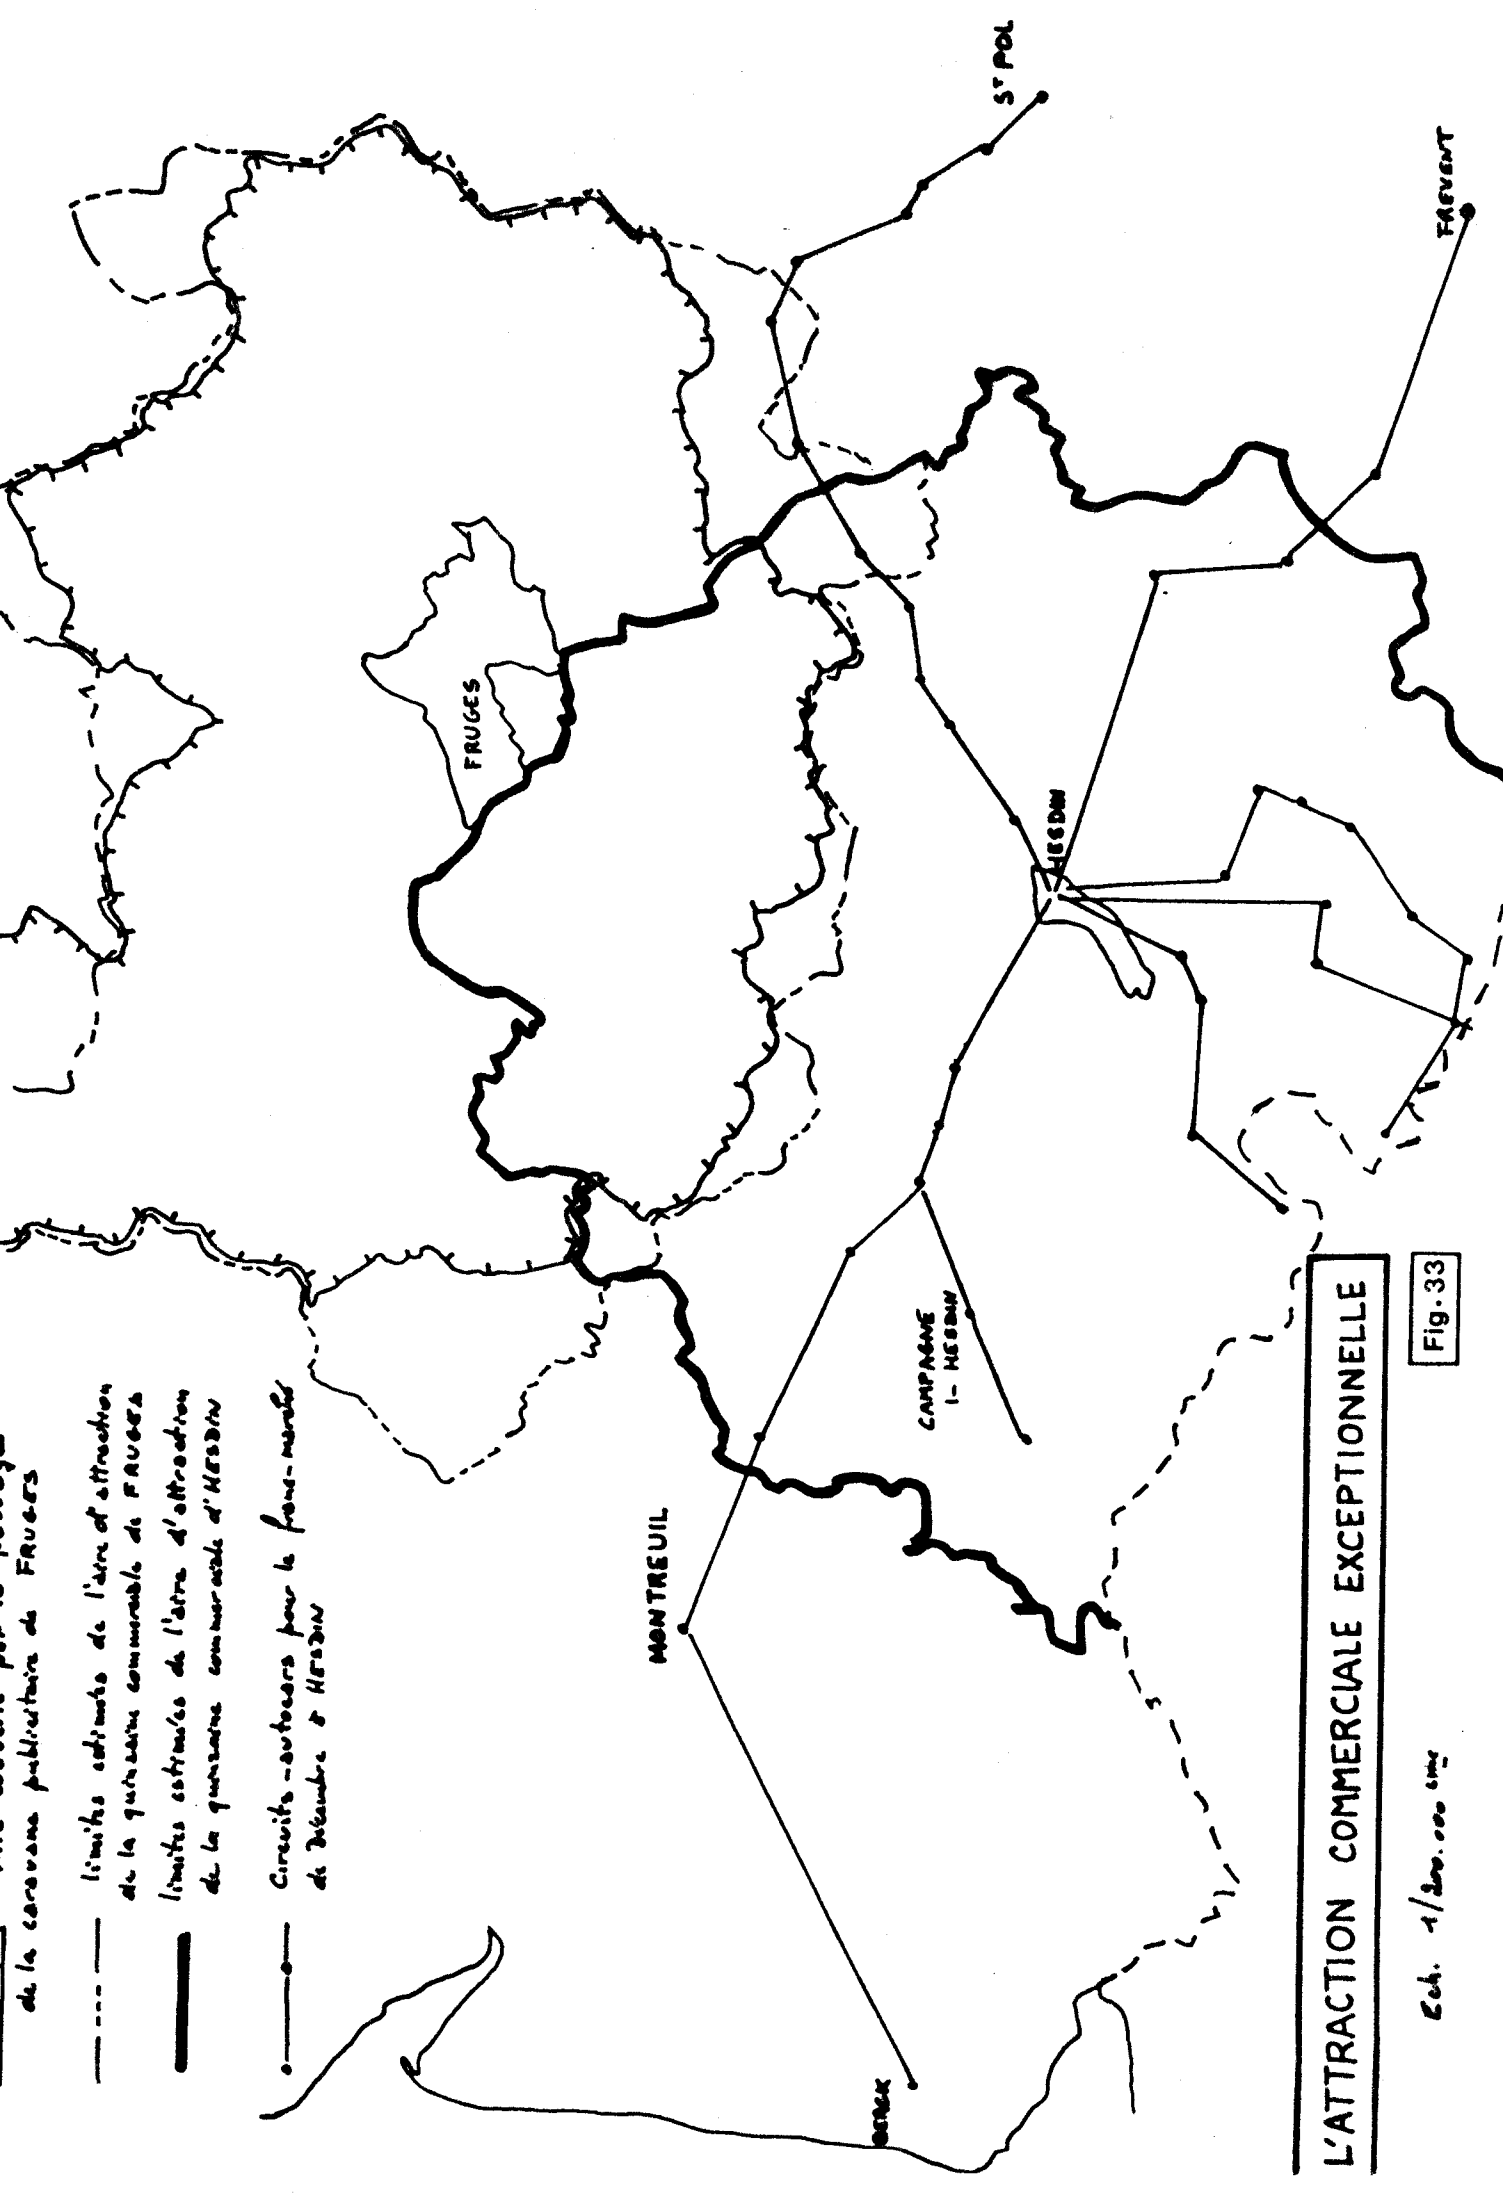 de la caravane publicitaire de FRUGES
limites estimées de l'aire d'attraction
de la quinzaine commerciale de FRUGES
limites estimées de l'aire d'attraction
de la quinzaine commerciale d'HESDIN
Circuits-autocars pour le franc-marché
de Décembre à HESDIN
ST POL
FREVENT
FRUGES
HESDIN
CAMPAGNE
l- HESDIN
MONTREUIL
BERCK
L'ATTRACTION COMMERCIALE EXCEPTIONNELLE
Fig.33
Ech. 1/200.000 ème